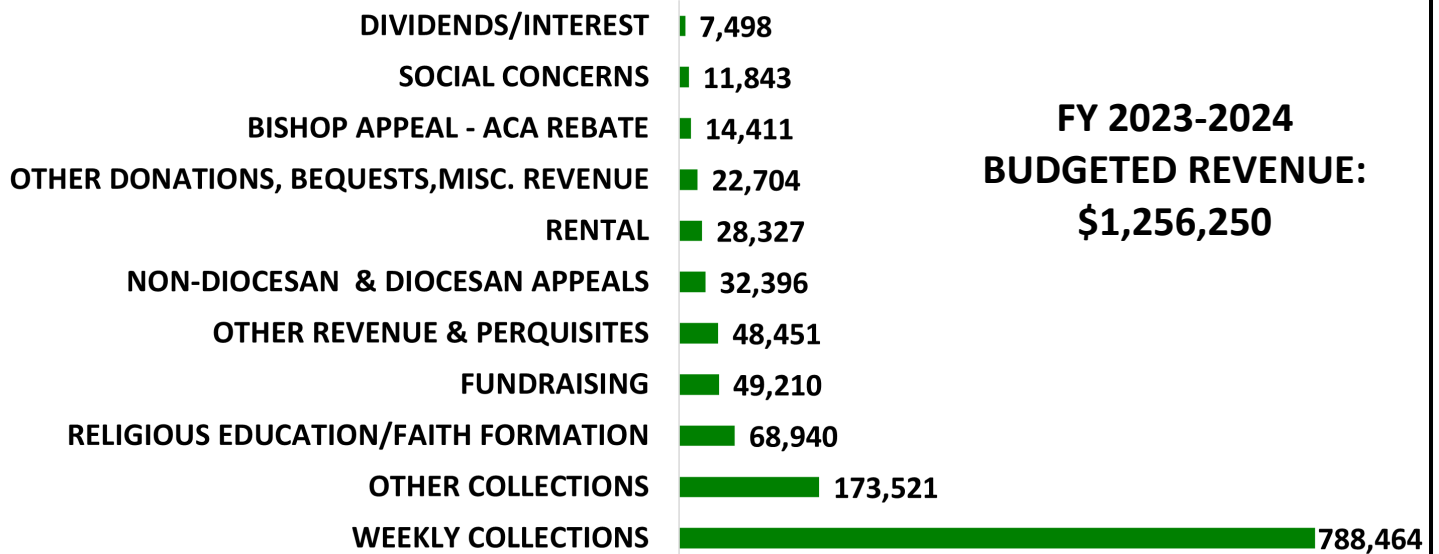 DIVIDENDS/INTEREST 7,498
SOCIAL CONCERNS 11,843
BISHOP APPEAL - ACA REBATE 14,411
OTHER DONATIONS, BEQUESTS,MISC. REVENUE 22,704
RENTAL 28,327
NON-DIOCESAN & DIOCESAN APPEALS 32,396
OTHER REVENUE & PERQUISITES 48,451
FUNDRAISING 49,210
RELIGIOUS EDUCATION/FAITH FORMATION 68,940
OTHER COLLECTIONS 173,521
WEEKLY COLLECTIONS 788,464
FY 2023-2024
BUDGETED REVENUE:
$1,256,250